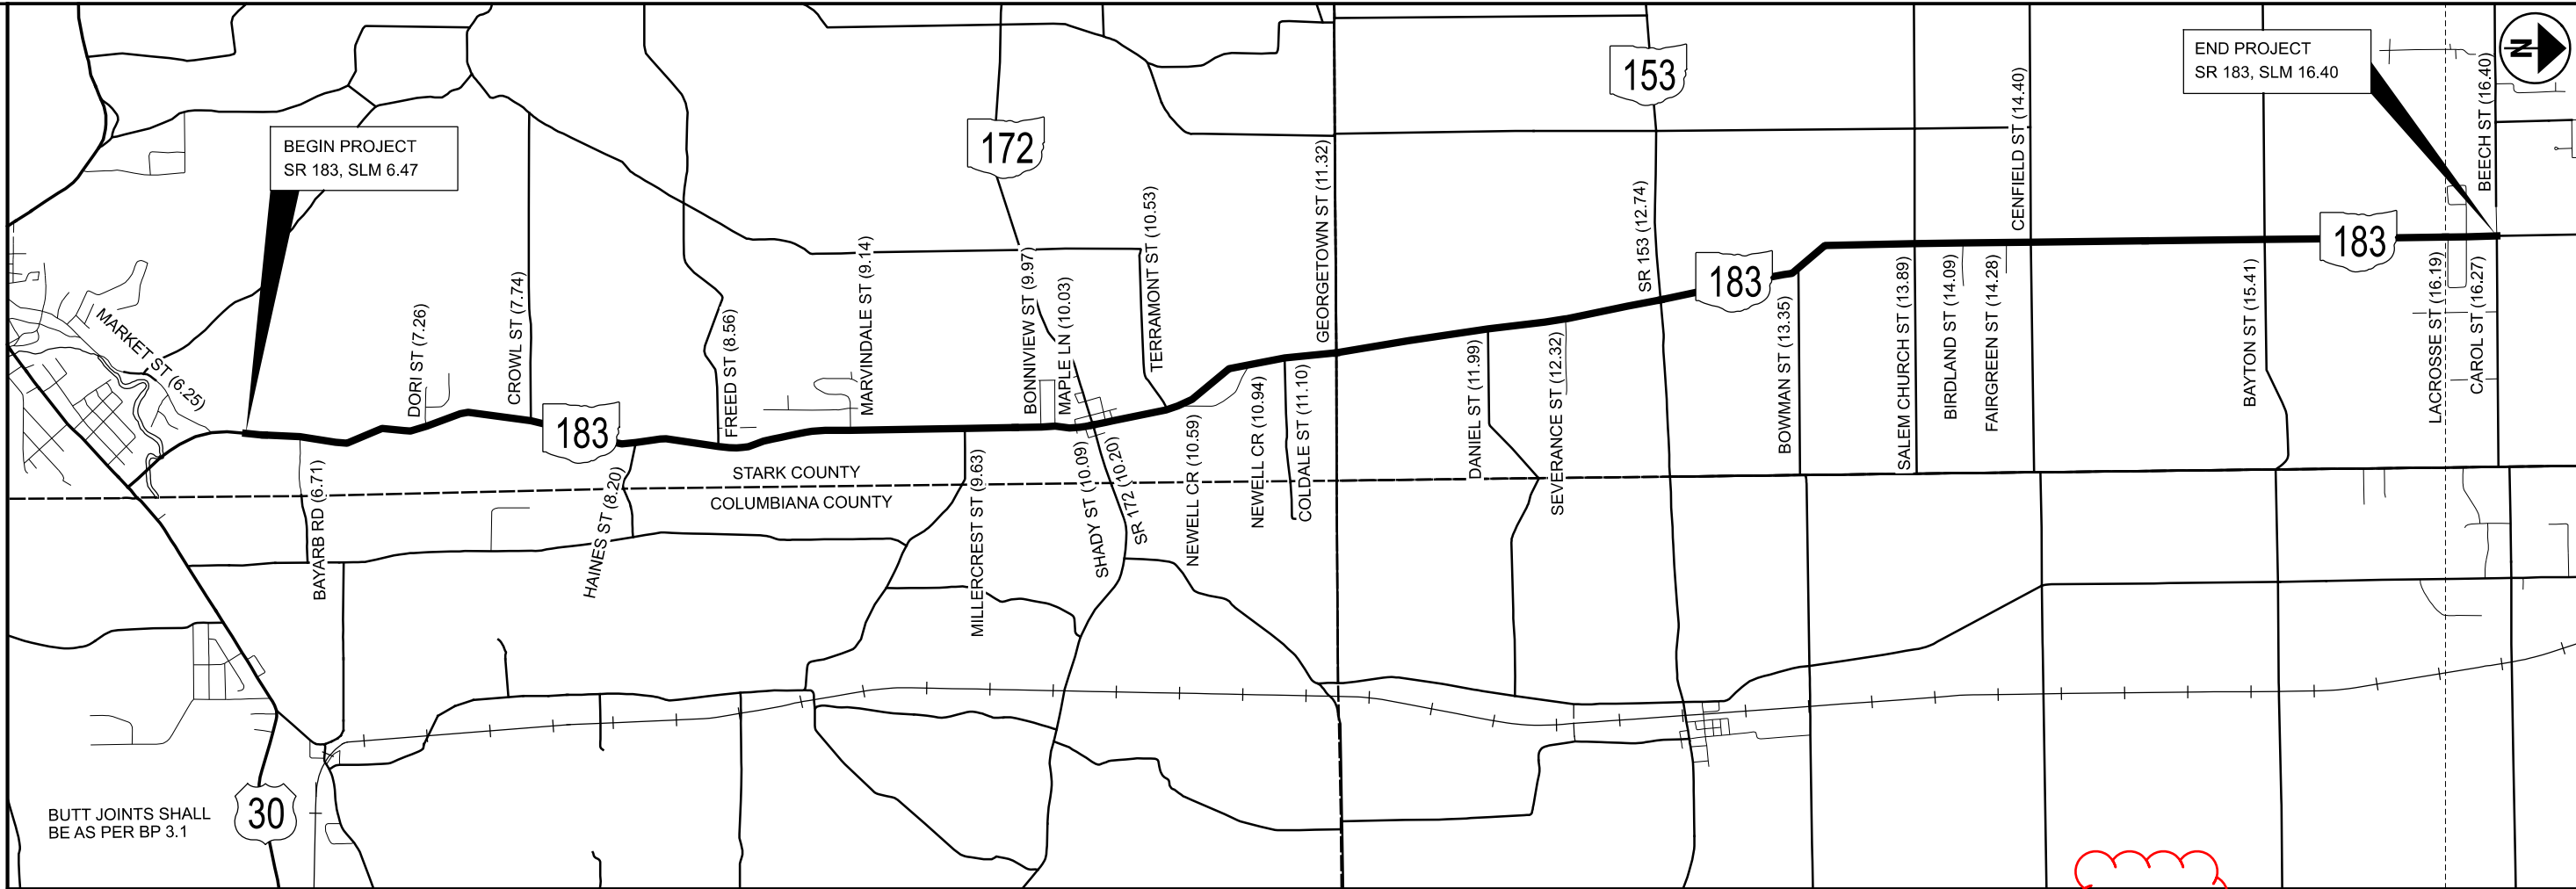 BEGIN PROJECT
SR 183, SLM 6.47
END PROJECT
SR 183, SLM 16.40
N
172
153
183
183
183
30
MARKET ST (6.25)
BAYARB RD (6.71)
DORI ST (7.26)
CROWL ST (7.74)
HAINES ST (8.20)
FREED ST (8.56)
MARVINDALE ST (9.14)
MILLERCREST ST (9.63)
BONNIVIEW ST (9.97)
MAPLE LN (10.03)
SHADY ST (10.09)
SR 172 (10.20)
TERRAMONT ST (10.53)
NEWELL CR (10.59)
NEWELL CR (10.94)
COLDALE ST (11.10)
GEORGETOWN ST (11.32)
DANIEL ST (11.99)
SEVERANCE ST (12.32)
SR 153 (12.74)
BOWMAN ST (13.35)
SALEM CHURCH ST (13.89)
BIRDLAND ST (14.09)
FAIRGREEN ST (14.28)
CENFIELD ST (14.40)
BAYTON ST (15.41)
LACROSSE ST (16.19)
CAROL ST (16.27)
BEECH ST (16.40)
STARK COUNTY
COLUMBIANA COUNTY
BUTT JOINTS SHALL
BE AS PER BP 3.1